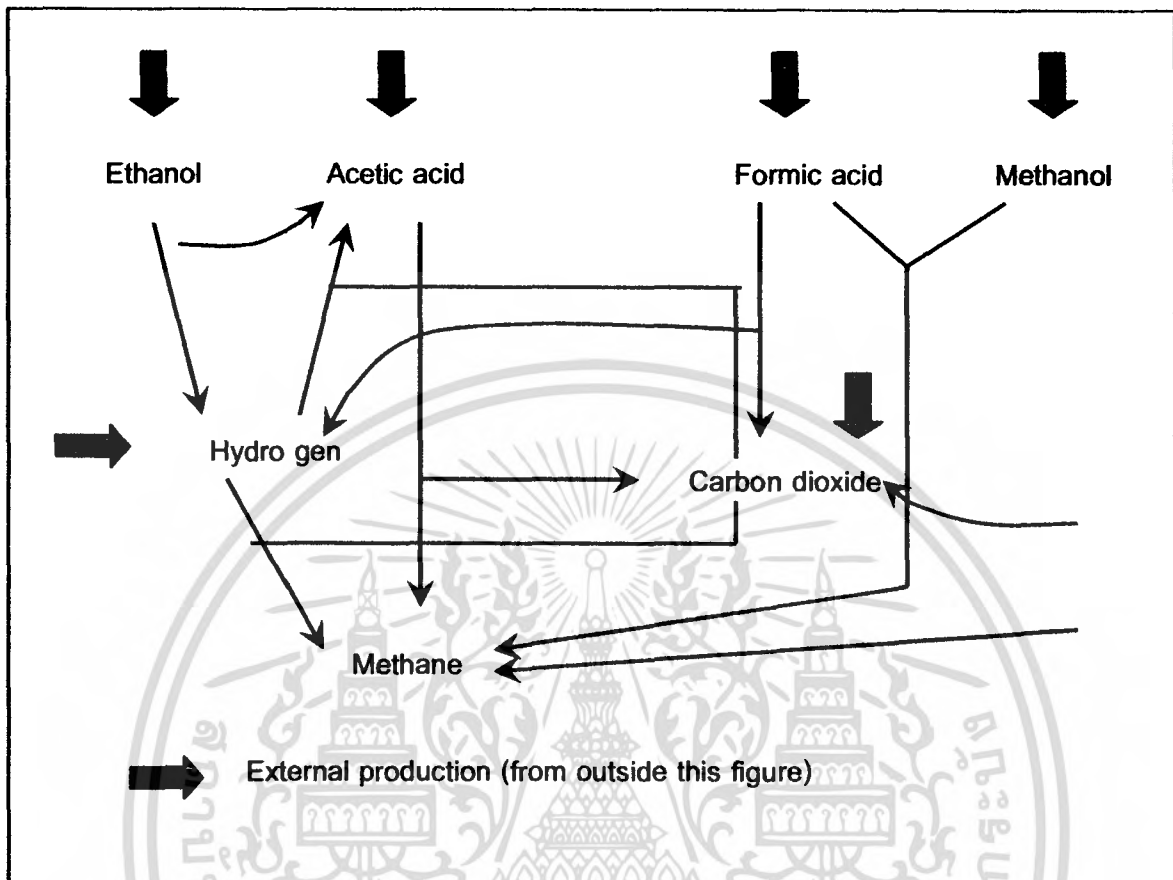 Ethanol Acetic acid Formic acid Methanol
Hydro gen
Carbon dioxide
Methane
External production (from outside this figure)